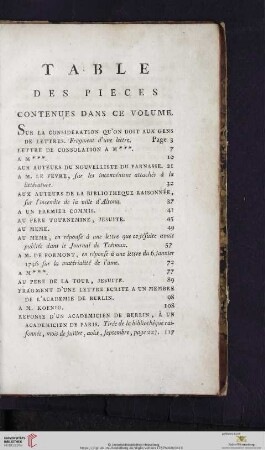 TABLE
DES PIECES
CONTENUES DANS CE VOLUME.
SUR LA CONSIDÉRATION QU'ON DOIT AUX GENS
DE LETTRES. Fragment d'une lettre, Page 3
LETTRE DE CONSOLATION A M***. 7
A M***. 12
AUX AUTEURS DU NOUVELLISTE DU PARNASSE. 21
A M. LE FEVRE, sur les inconvéniens attachés à la
littérature. 32
AUX AUTEURS DE LA BIBLIOTHEQUE RAISONNÉE,
sur l'incendie de la ville d'Altena. 37
A UN PREMIER COMMIS. 41
AU PERE TOURNEMINE, JESUITE. 45
AU MEME. 49
AU MEME, en réponse à une lettre que ce jésuite avait
publiée dans le Journal de Trévoux. 57
A M. DE FORMONT, en réponse à une lettre du 6 janvier
1736 sur la matérialité de l'ame. 72
A M***. 77
AU PERE DE LA TOUR, JESUITE. 89
FRAGMENT D'UNE LETTRE ECRITE A UN MEMBRE
DE L'ACADEMIE DE BERLIN. 98
A M. KOENIG. 108
REPONSE D'UN ACADEMICIEN DE BERLIN, à UN
ACADEMICIEN DE PARIS. Tirée de la bibliothèque rai-
sonnée, mois de juillet, août, septembre, page 227. 117